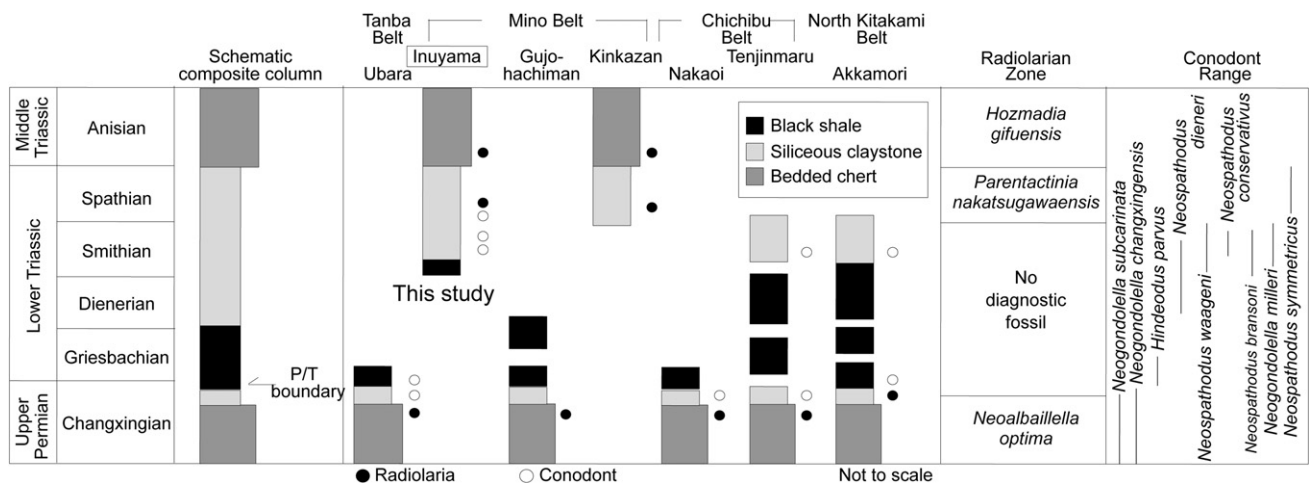 Tanba
Belt
Mino Belt
Chichibu
Belt
North Kitakami
Belt
Schematic
composite column
Ubara
Inuyama
Gujo-
hachiman
Kinkazan
Nakaoi
Tenjinmaru
Akkamori
Radiolarian
Zone
Conodont
Range
Middle
Triassic
Lower Triassic
Upper
Permian
Anisian
Spathian
Smithian
Dienerian
Griesbachian
Changxingian
P/T
boundary
This study
Black shale
Siliceous claystone
Bedded chert
Hozmadia
gifuensis
Parentactinia
nakatsugawaensis
No
diagnostic
fossil
Neoalbaillella
optima
Neogondolella subcarinata
Neogondolella changxingensis
Hindeodus parvus
Neospathodus
dieneri
Neospathodus waageni
Neospathodus
conservativus
Neospathodus bransoni
Neogondolella milleri
Neospathodus symmetricus
Radiolaria
Conodont
Not to scale